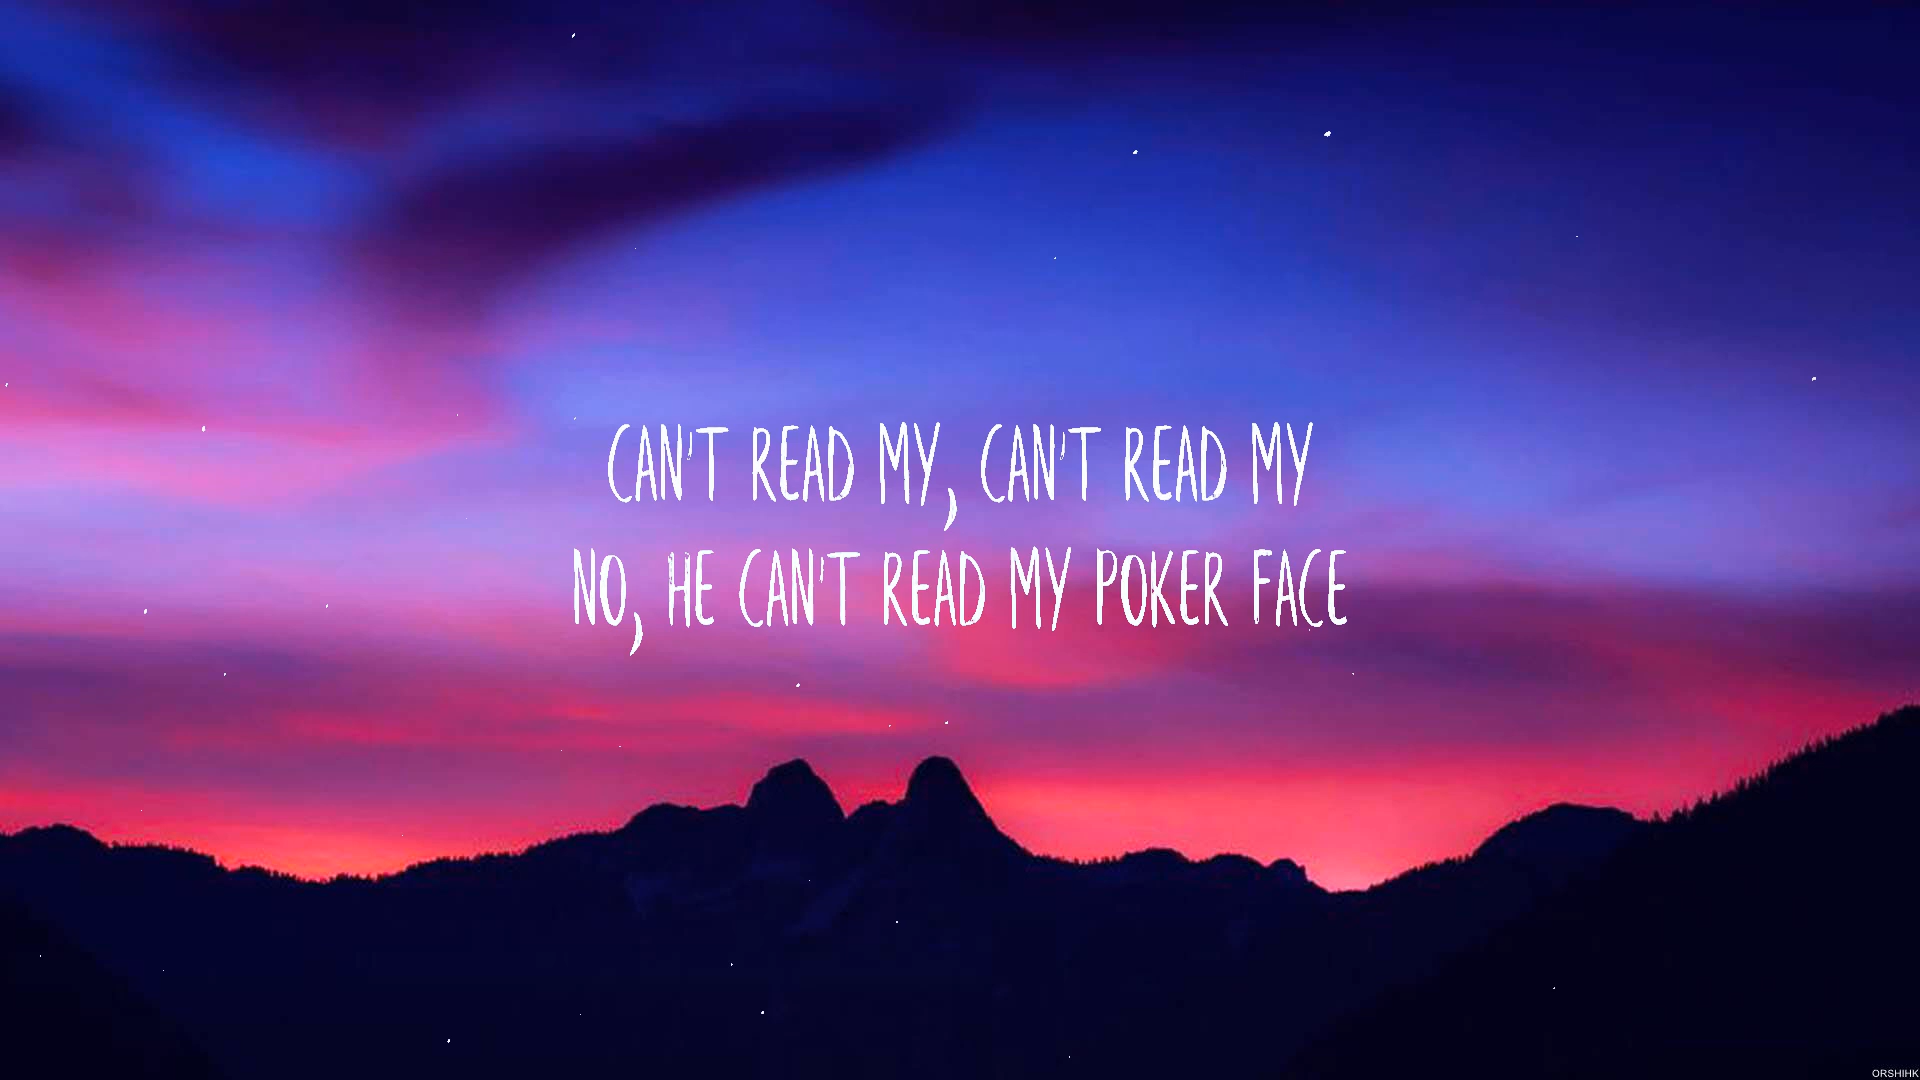 CAN'T READ MY, CAN'T READ MY
NO, HE CAN'T READ MY POKER FACE
ORSHIHK